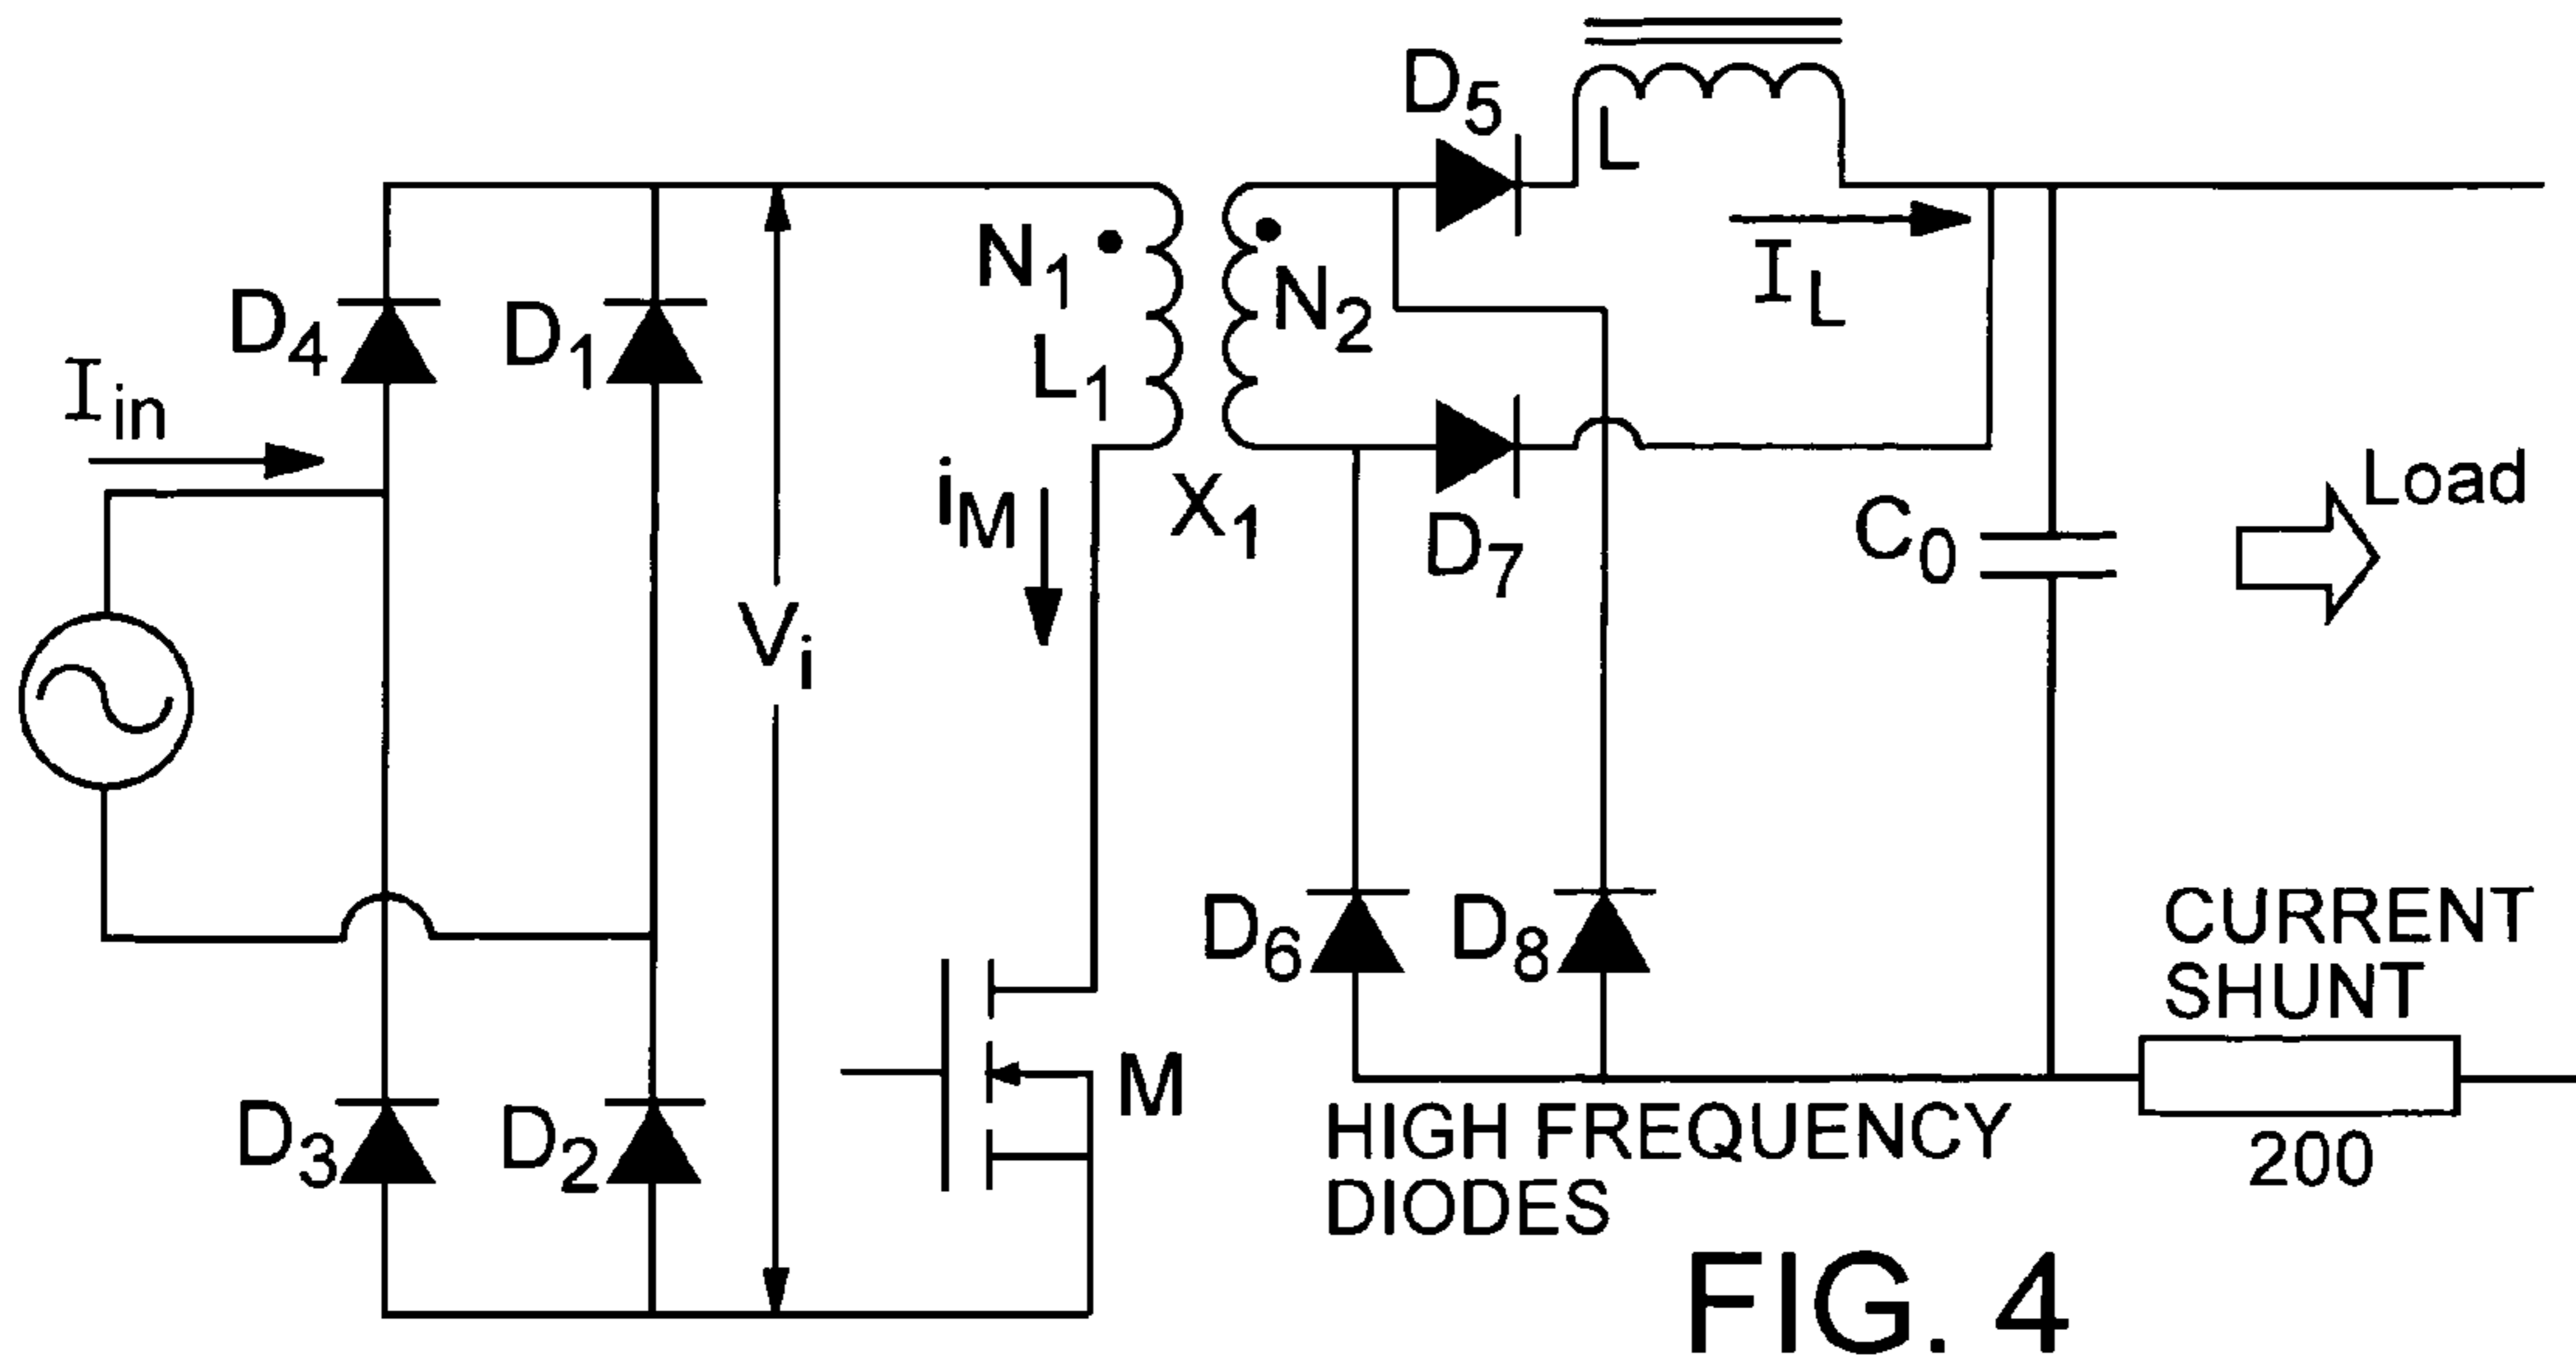 D5
L
D4
D1
N1
N2
IL
L1
Iin
iM
X1
D7
C0
Load
Vi
D6
D8
CURRENT
SHUNT
M
D3
D2
HIGH FREQUENCY
DIODES
200
FIG. 4